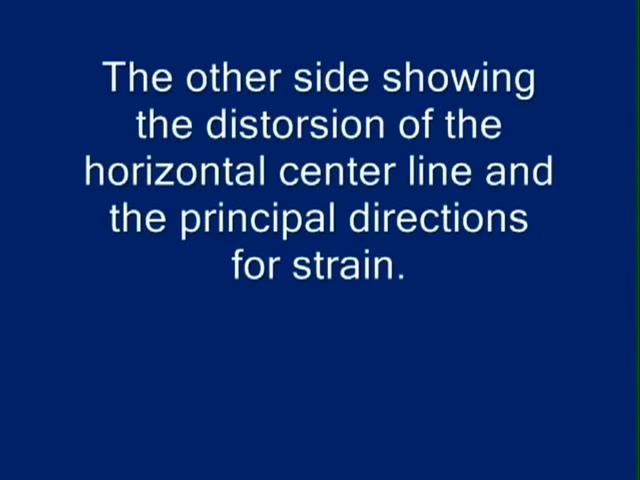 The other side showing
the distorsion of the
horizontal center line and
the principal directions
for strain.